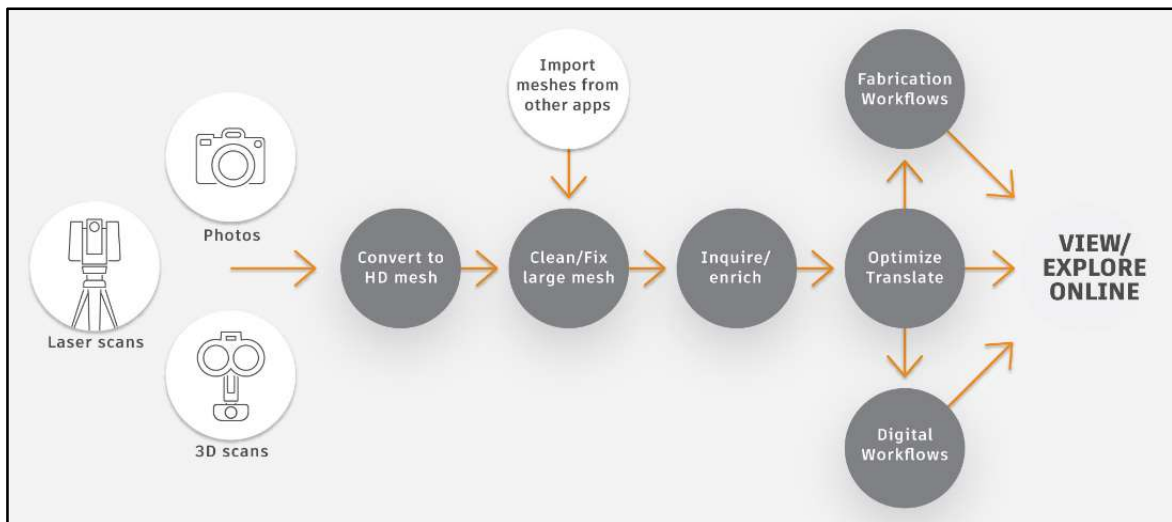 Import
meshes from
other apps
Fabrication
Workflows
Photos
Laser scans
3D scans
Convert to
HD mesh
Clean/Fix
large mesh
Inquire/
enrich
Optimize
Translate
VIEW/
EXPLORE
ONLINE
Digital
Workflows